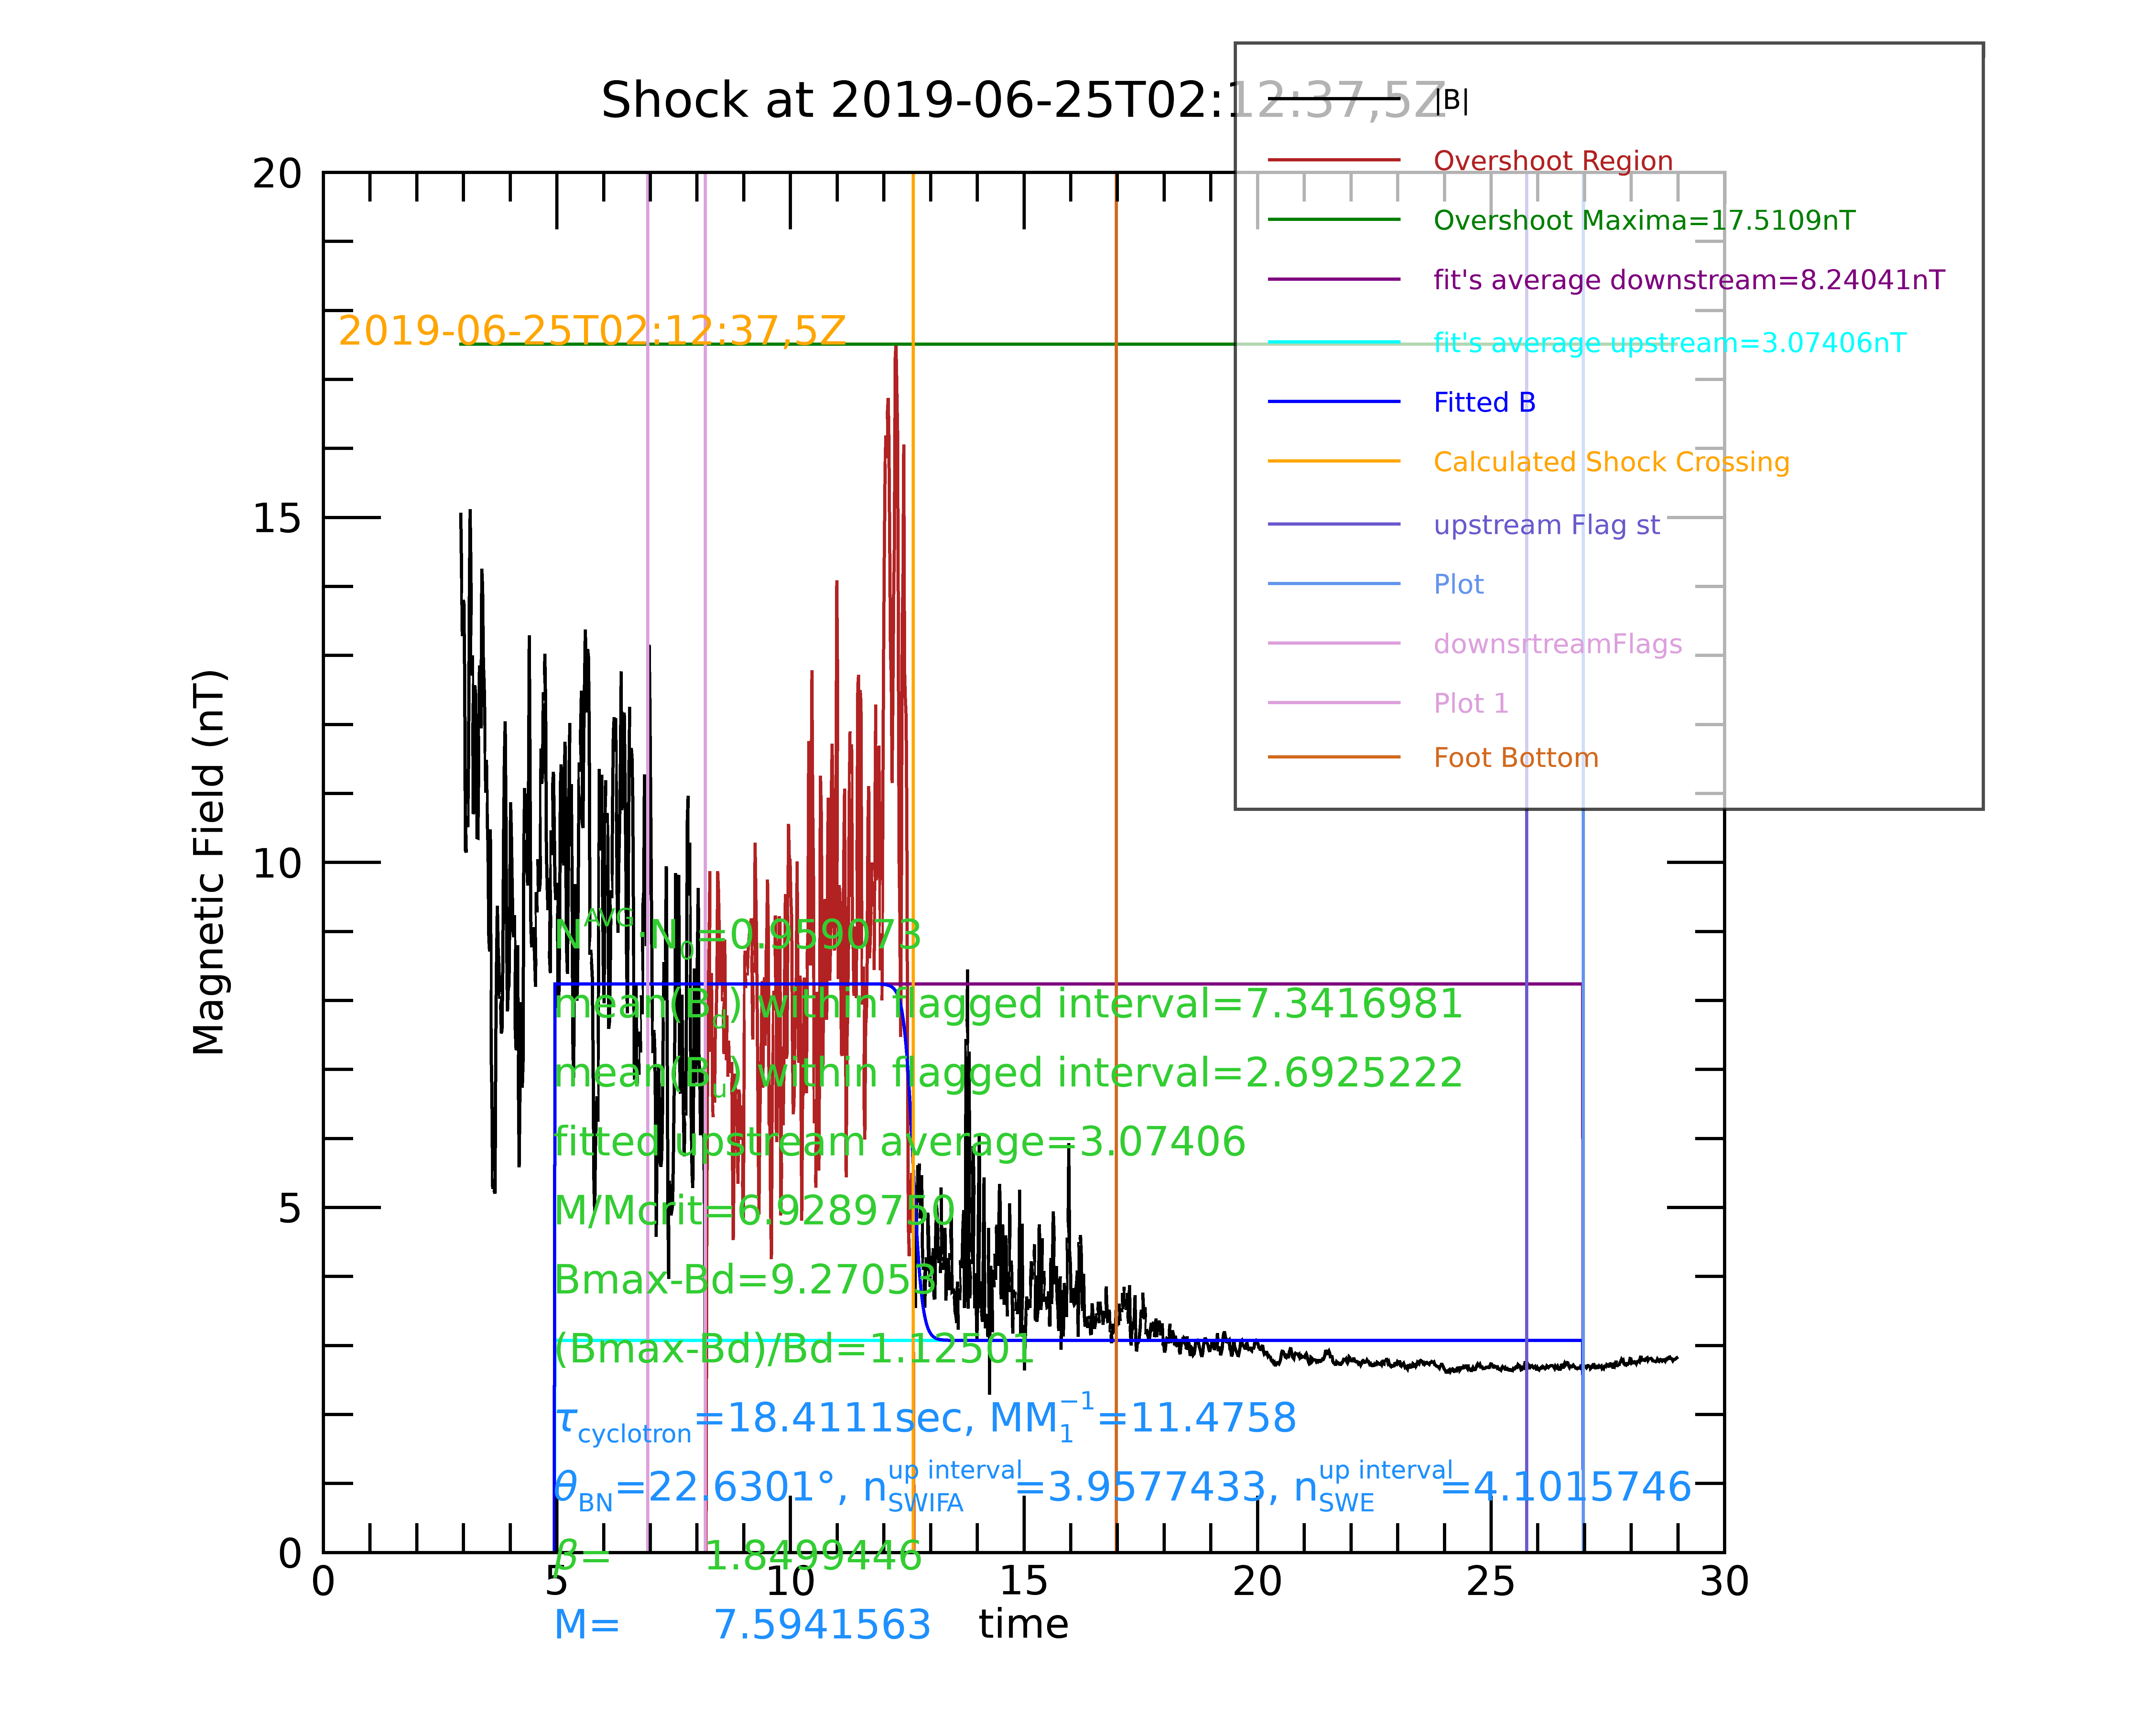 Shock at 2019-06-25T02:12:37,5Z
|B|
Overshoot Region
Overshoot Maxima=17.5109nT
fit's average downstream=8.24041nT
fit's average upstream=3.07406nT
Fitted B
Calculated Shock Crossing
upstream Flag st
Plot
downsrtreamFlags
Plot 1
Foot Bottom
2019-06-25T02:12:37,5Z
Magnetic Field (nT)
20
15
10
5
0
N^AVG·N_0=0.959073
mean(B_d) within flagged interval=7.3416981
mean(B_u) within flagged interval=2.6925222
fitted upstream average=3.07406
M/Mcrit=6.9289750
Bmax-Bd=9.27053
(Bmax-Bd)/Bd=1.12501
τ_cyclotron=18.4111sec, MM_1^−1=11.4758
θ_BN=22.6301°, n_SWIFA^up interval=3.9577433, n_SWE^up interval=4.1015746
β= 1.8499446
0 5 10 15 20 25 30
M= 7.5941563
time